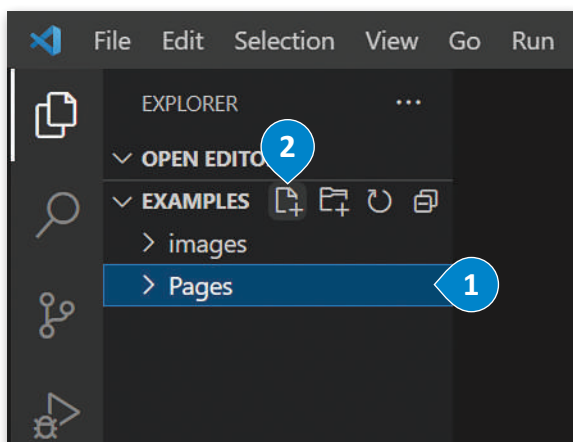 File Edit Selection View Go Run
EXPLORER ...
OPEN EDITO
2
EXAMPLES
images
Pages
1